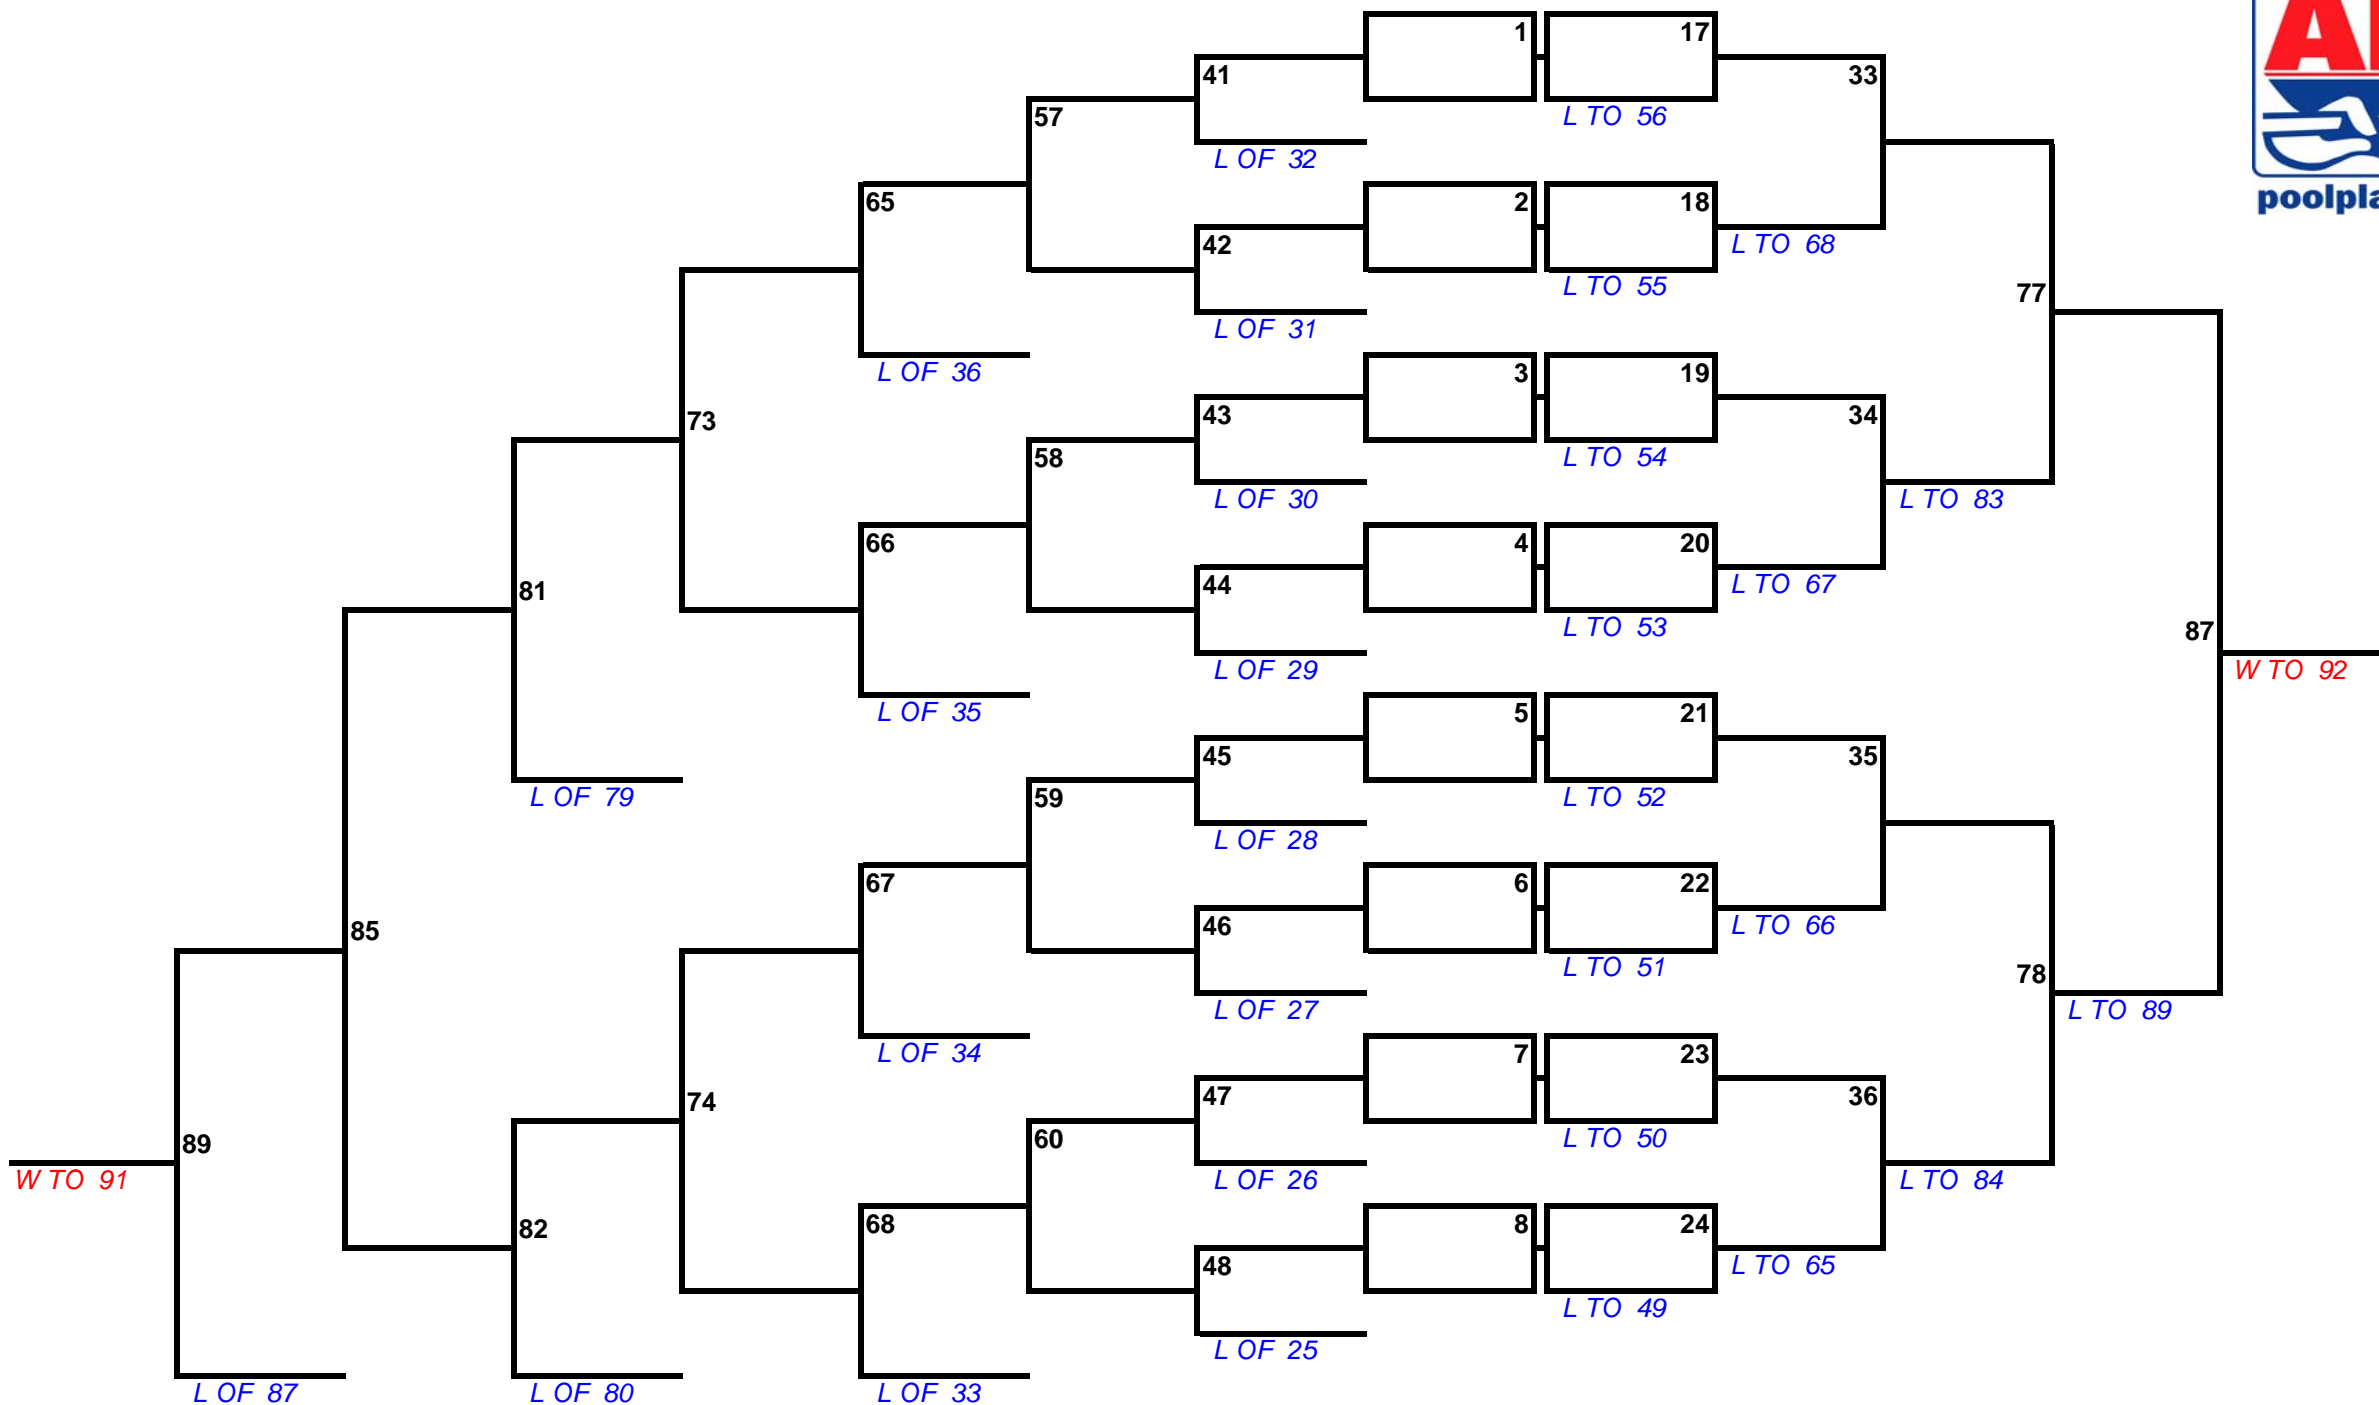 1 17
41 33
57
L TO 56
L OF 32
65 2 18
poolpla
42 L TO 68
L TO 55
77
L OF 31
L OF 36 3 19
73 43 34
58 L TO 54
L OF 30 L TO 83
66 4 20
81 44 L TO 67
L TO 53
87
L OF 29 W TO 92
L OF 35 5 21
45 35
L OF 79 59 L TO 52
L OF 28
67 6 22
85 46 L TO 66
L TO 51
78
L OF 27 L TO 89
L OF 34 7 23
74 47 36
89 60 L TO 50
W TO 91 L OF 26 L TO 84
82 68 8 24
48 L TO 65
L TO 49
L OF 25
L OF 87 L OF 80 L OF 33